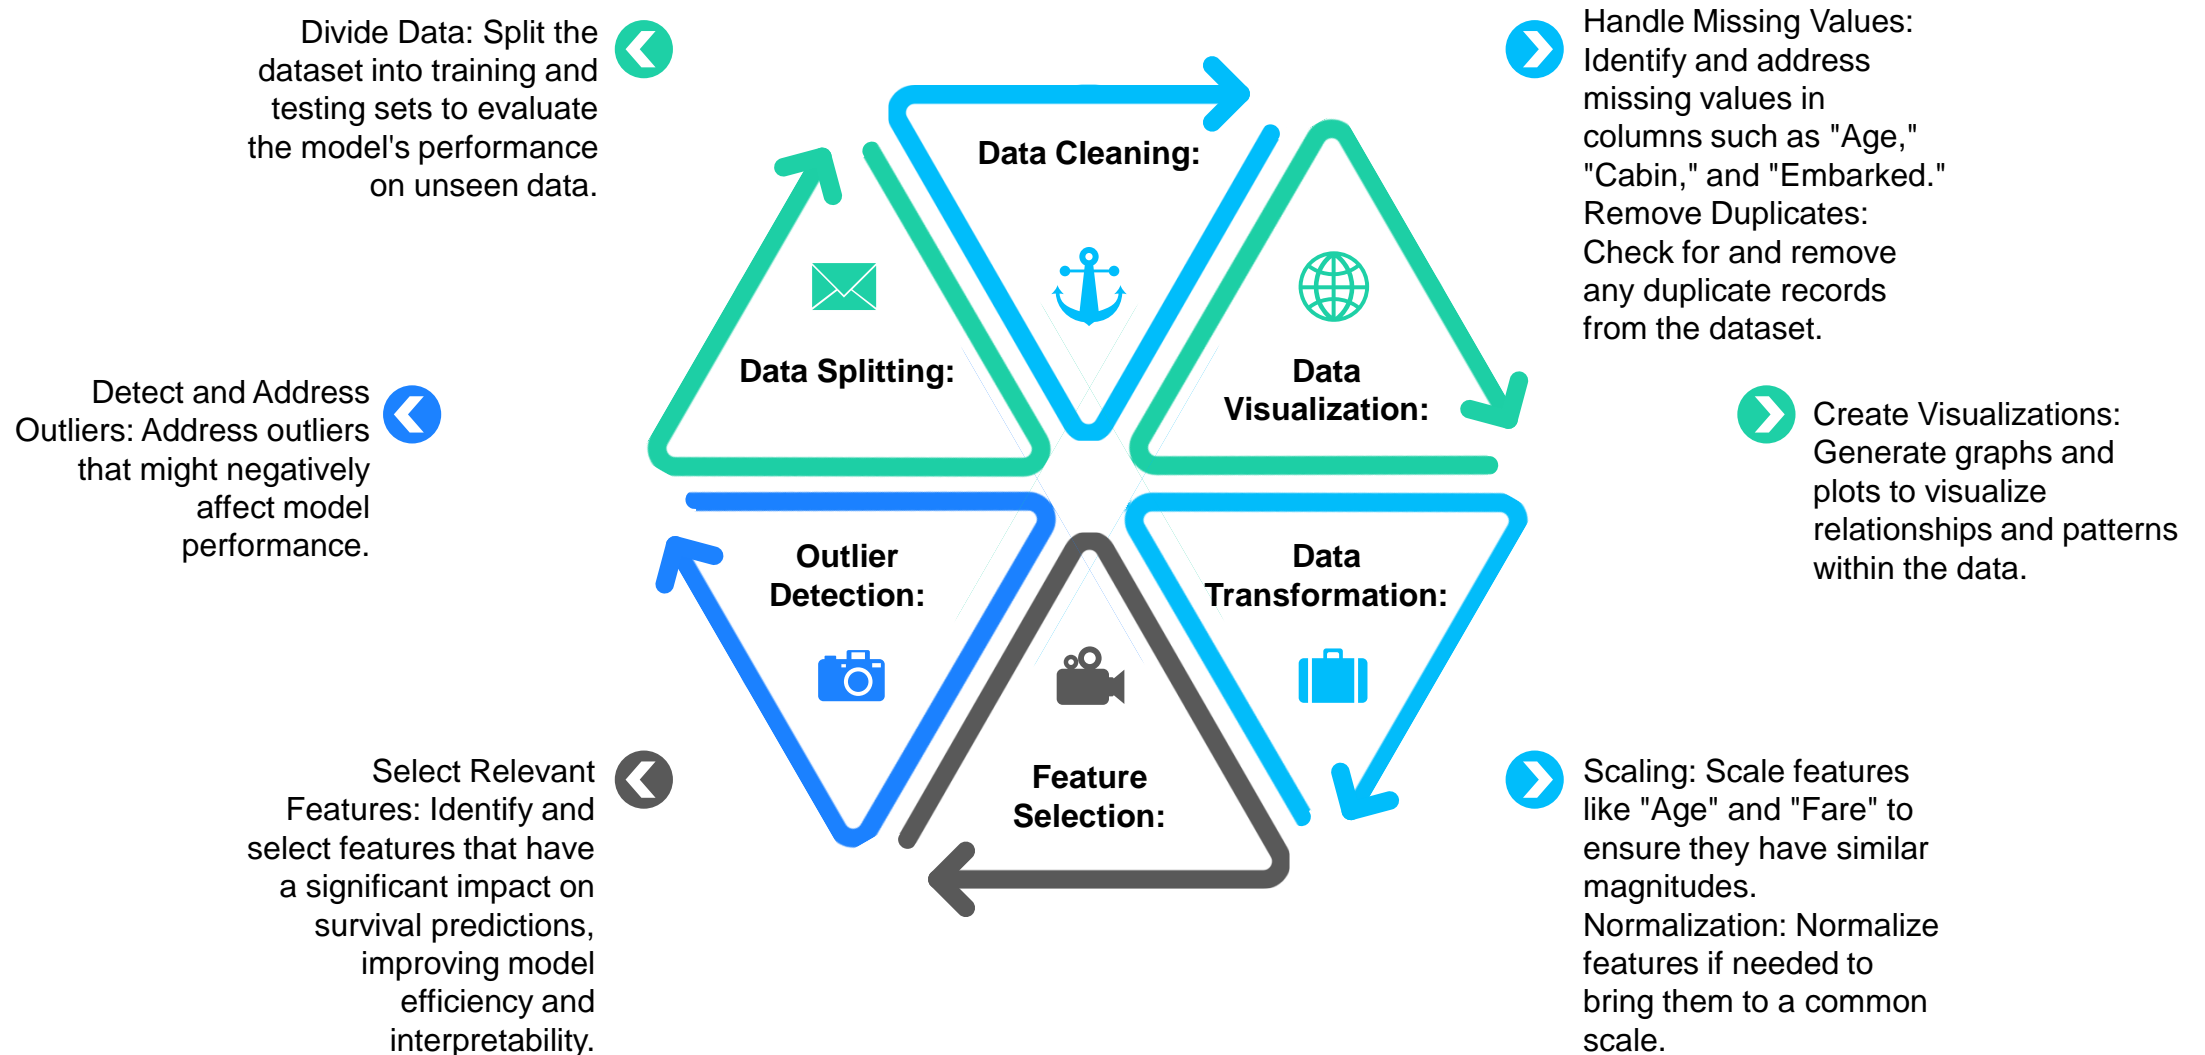 Divide Data: Split the
dataset into training and
testing sets to evaluate
the model's performance
on unseen data.
Handle Missing Values:
Identify and address
missing values in
columns such as "Age,"
"Cabin," and "Embarked."
Remove Duplicates:
Check for and remove
any duplicate records
from the dataset.
Data Cleaning:
Data Splitting:
Data
Visualization:
Detect and Address
Outliers: Address outliers
that might negatively
affect model
performance.
Create Visualizations:
Generate graphs and
plots to visualize
relationships and patterns
within the data.
Outlier
Detection:
Data
Transformation:
Feature
Selection:
Select Relevant
Features: Identify and
select features that have
a significant impact on
survival predictions,
improving model
efficiency and
interpretability.
Scaling: Scale features
like "Age" and "Fare" to
ensure they have similar
magnitudes.
Normalization: Normalize
features if needed to
bring them to a common
scale.